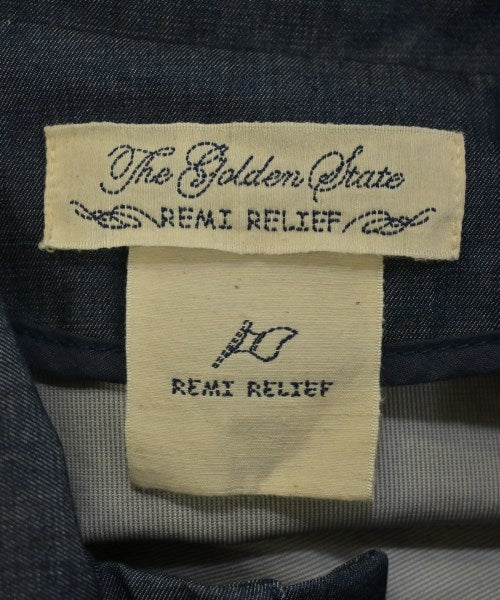 The Golden State
REMI RELIEF
REMI RELIEF